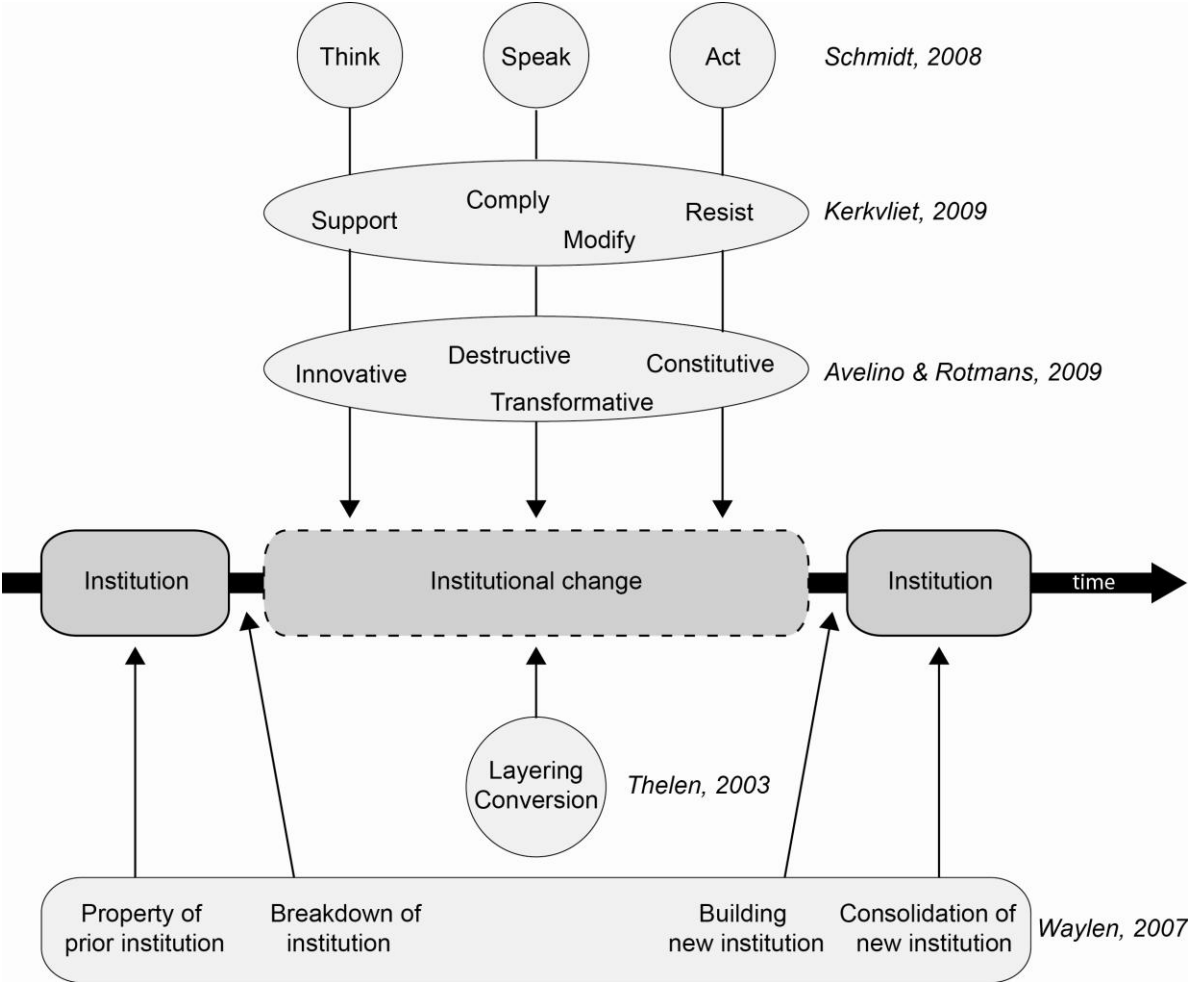 Think
Speak
Act
Schmidt, 2008
Support
Comply
Modify
Resist
Kerkvliet, 2009
Innovative
Destructive
Transformative
Constitutive
Avelino & Rotmans, 2009
Institution
Institutional change
Institution
time
Layering
Conversion
Thelen, 2003
Property of
prior institution
Breakdown of
institution
Building
new institution
Consolidation of
new institution
Waylen, 2007